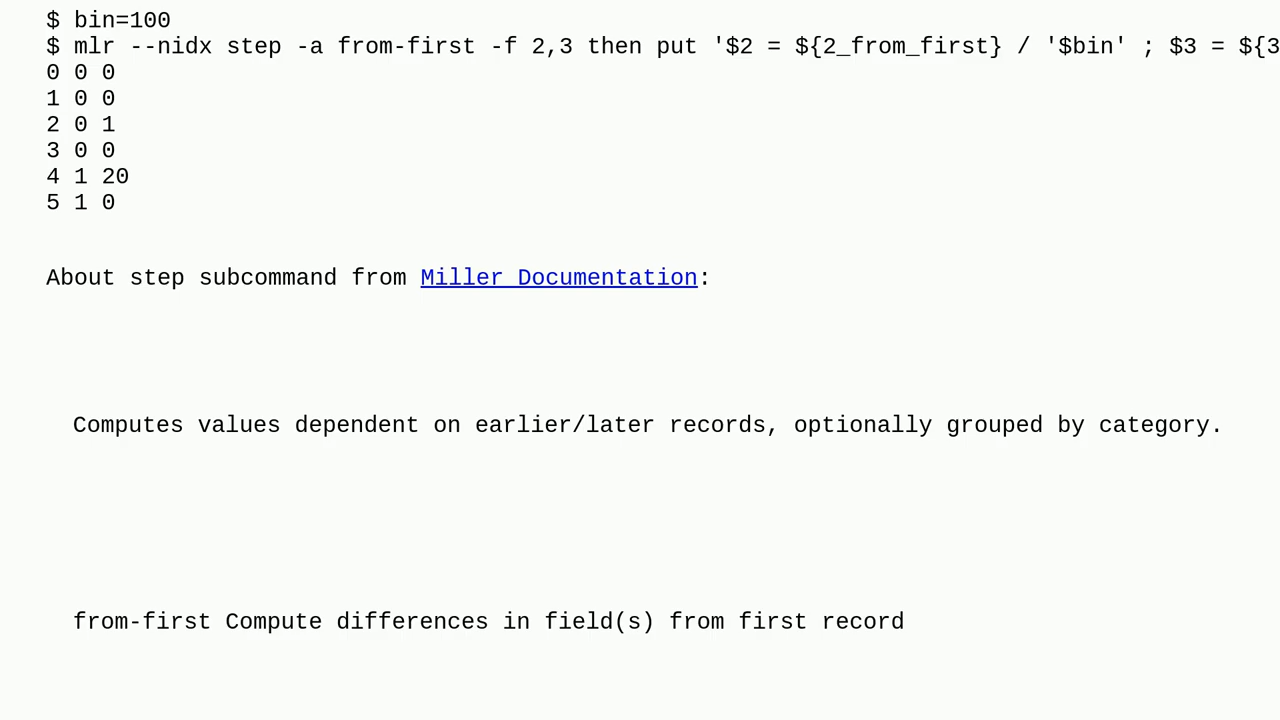 $ bin=100
$ mlr --nidx step -a from-first -f 2,3 then put '$2 = ${2_from_first} / '$bin' ; $3 = ${3
0 0 0
1 0 0
2 0 1
3 0 0
4 1 20
5 1 0
About step subcommand from Miller Documentation:
Computes values dependent on earlier/later records, optionally grouped by category.
from-first Compute differences in field(s) from first record